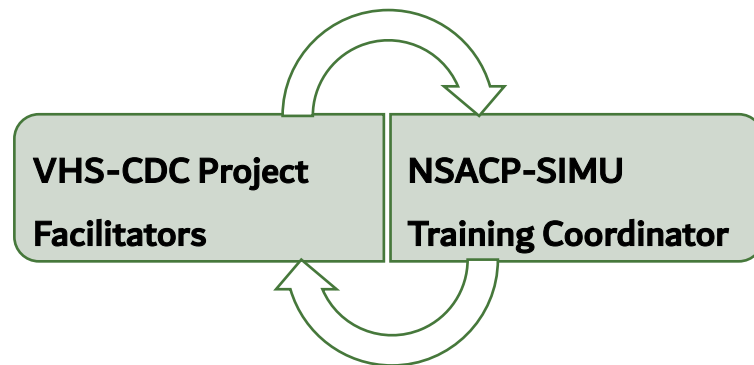 VHS-CDC Project
Facilitators
NSACP-SIMU
Training Coordinator